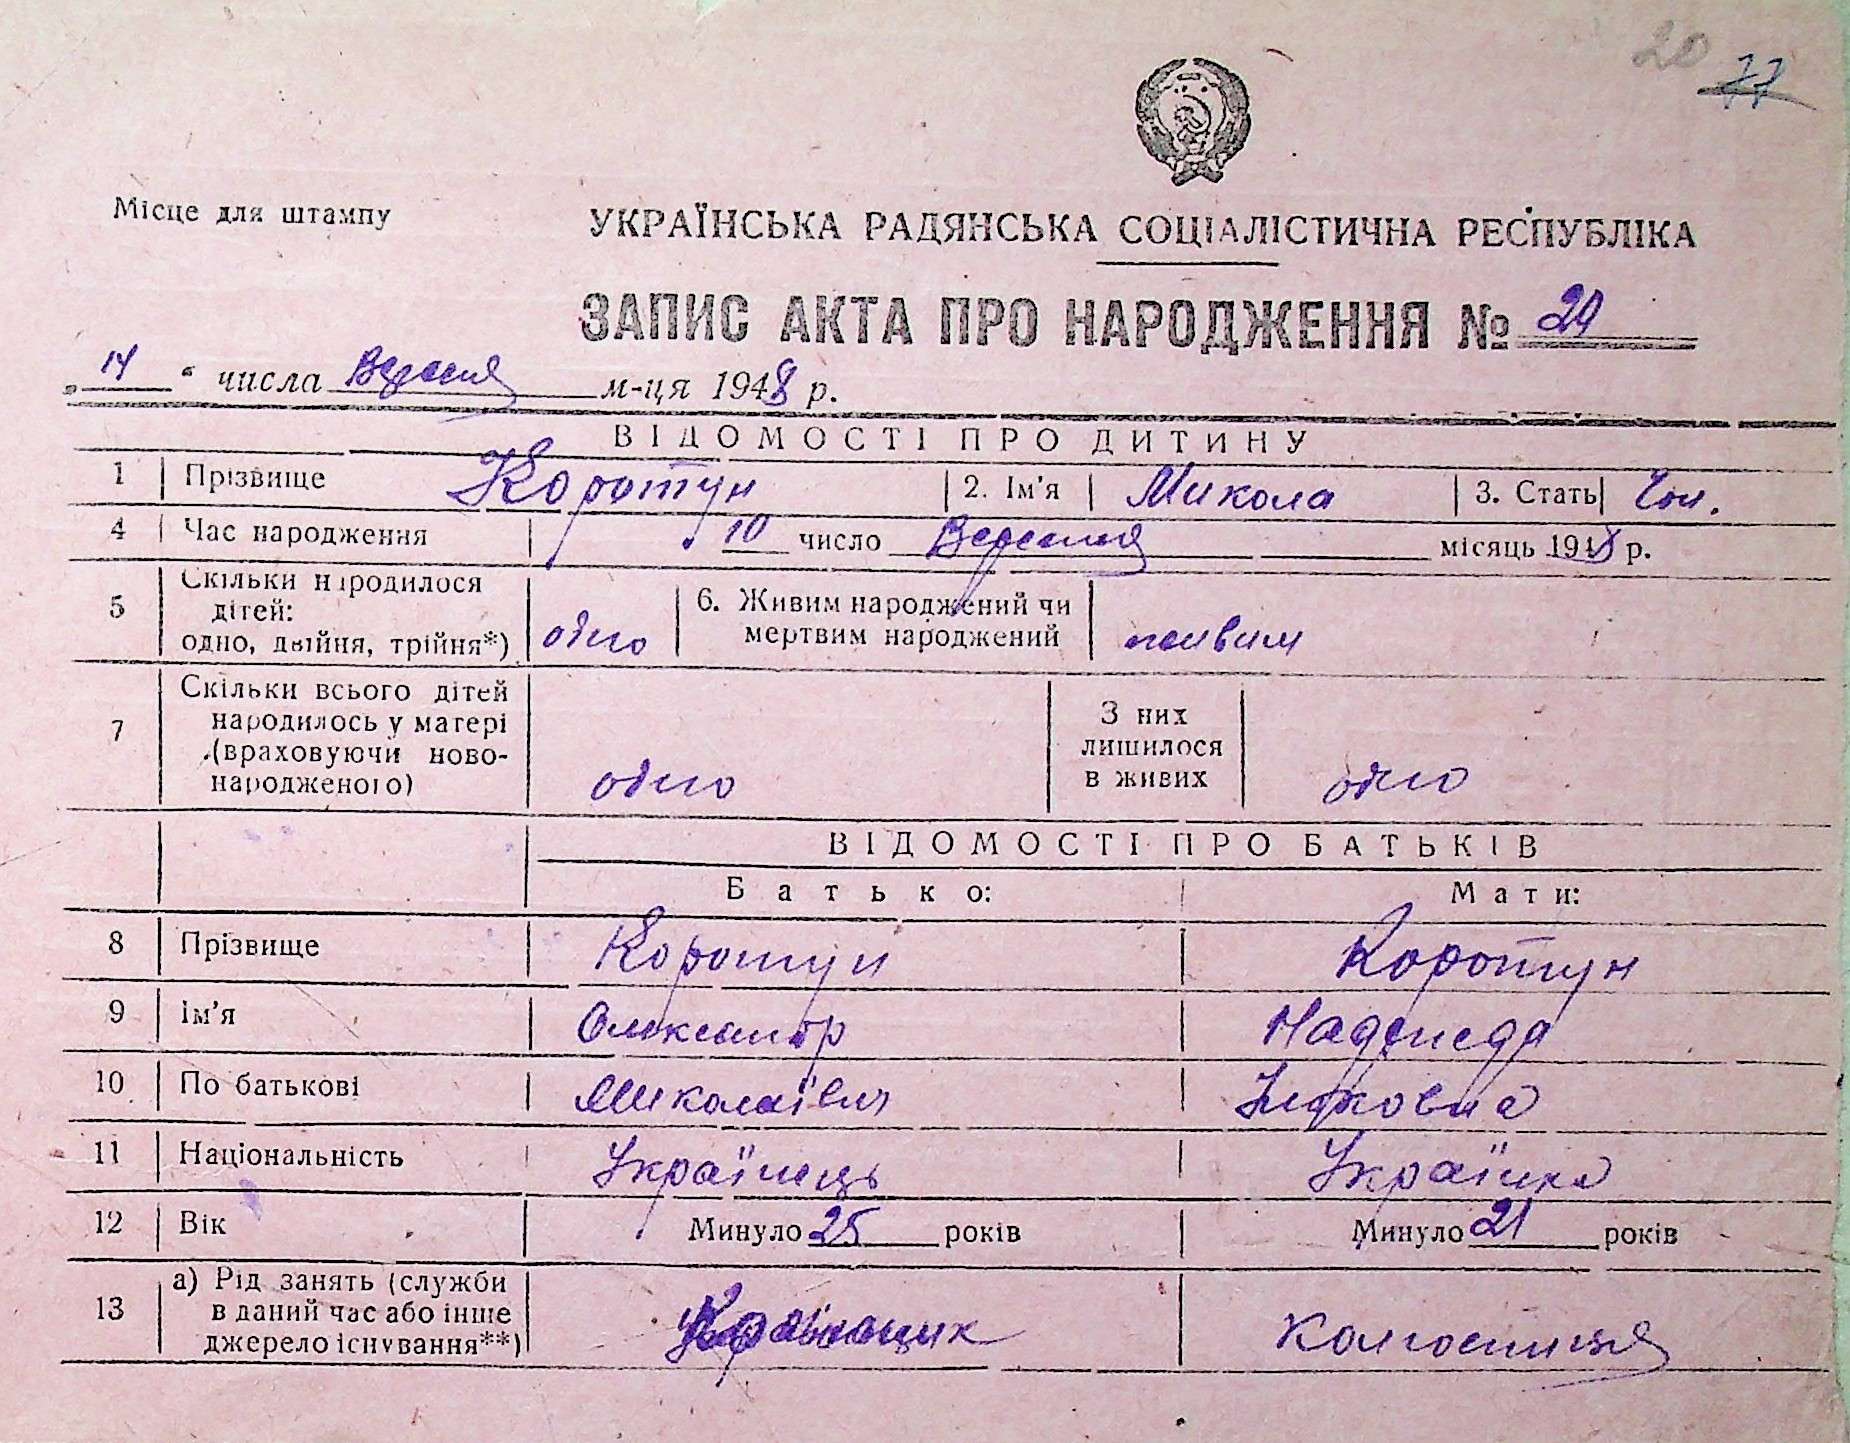 20 77
Місце для штампу
УКРАЇНСЬКА РАДЯНСЬКА СОЦІАЛІСТИЧНА РЕСПУБЛІКА
ЗАПИС АКТА ПРО НАРОДЖЕННЯ №
„14“ числа Вересня м-ця 1948 р.
ВІДОМОСТІ ПРО ДИТИНУ
1 Прізвище Коротун 2. Ім'я Микола 3. Стать Чол.
4 Час народження 10 число Вересня місяць 1948 р.
5 Скільки народилося
дітей:
одно, двійня, трійня*) одно
6. Живим народжений чи
мертвим народжений живим
7 Скільки всього дітей
народилось у матері
(враховуючи ново-
народженого) одно
З них
лишилося
в живих одно
ВІДОМОСТІ ПРО БАТЬКІВ
Батько: Мати:
8 Прізвище Коротун Коротун
9 Ім'я Олександр Надежда
10 По батькові Миколаївич
11 Національність Українець Українка
12 Вік Минуло 25 років Минуло 21 років
13 а) Рід занять (служби
в даний час або інше
джерело існування**) Колгоспниця